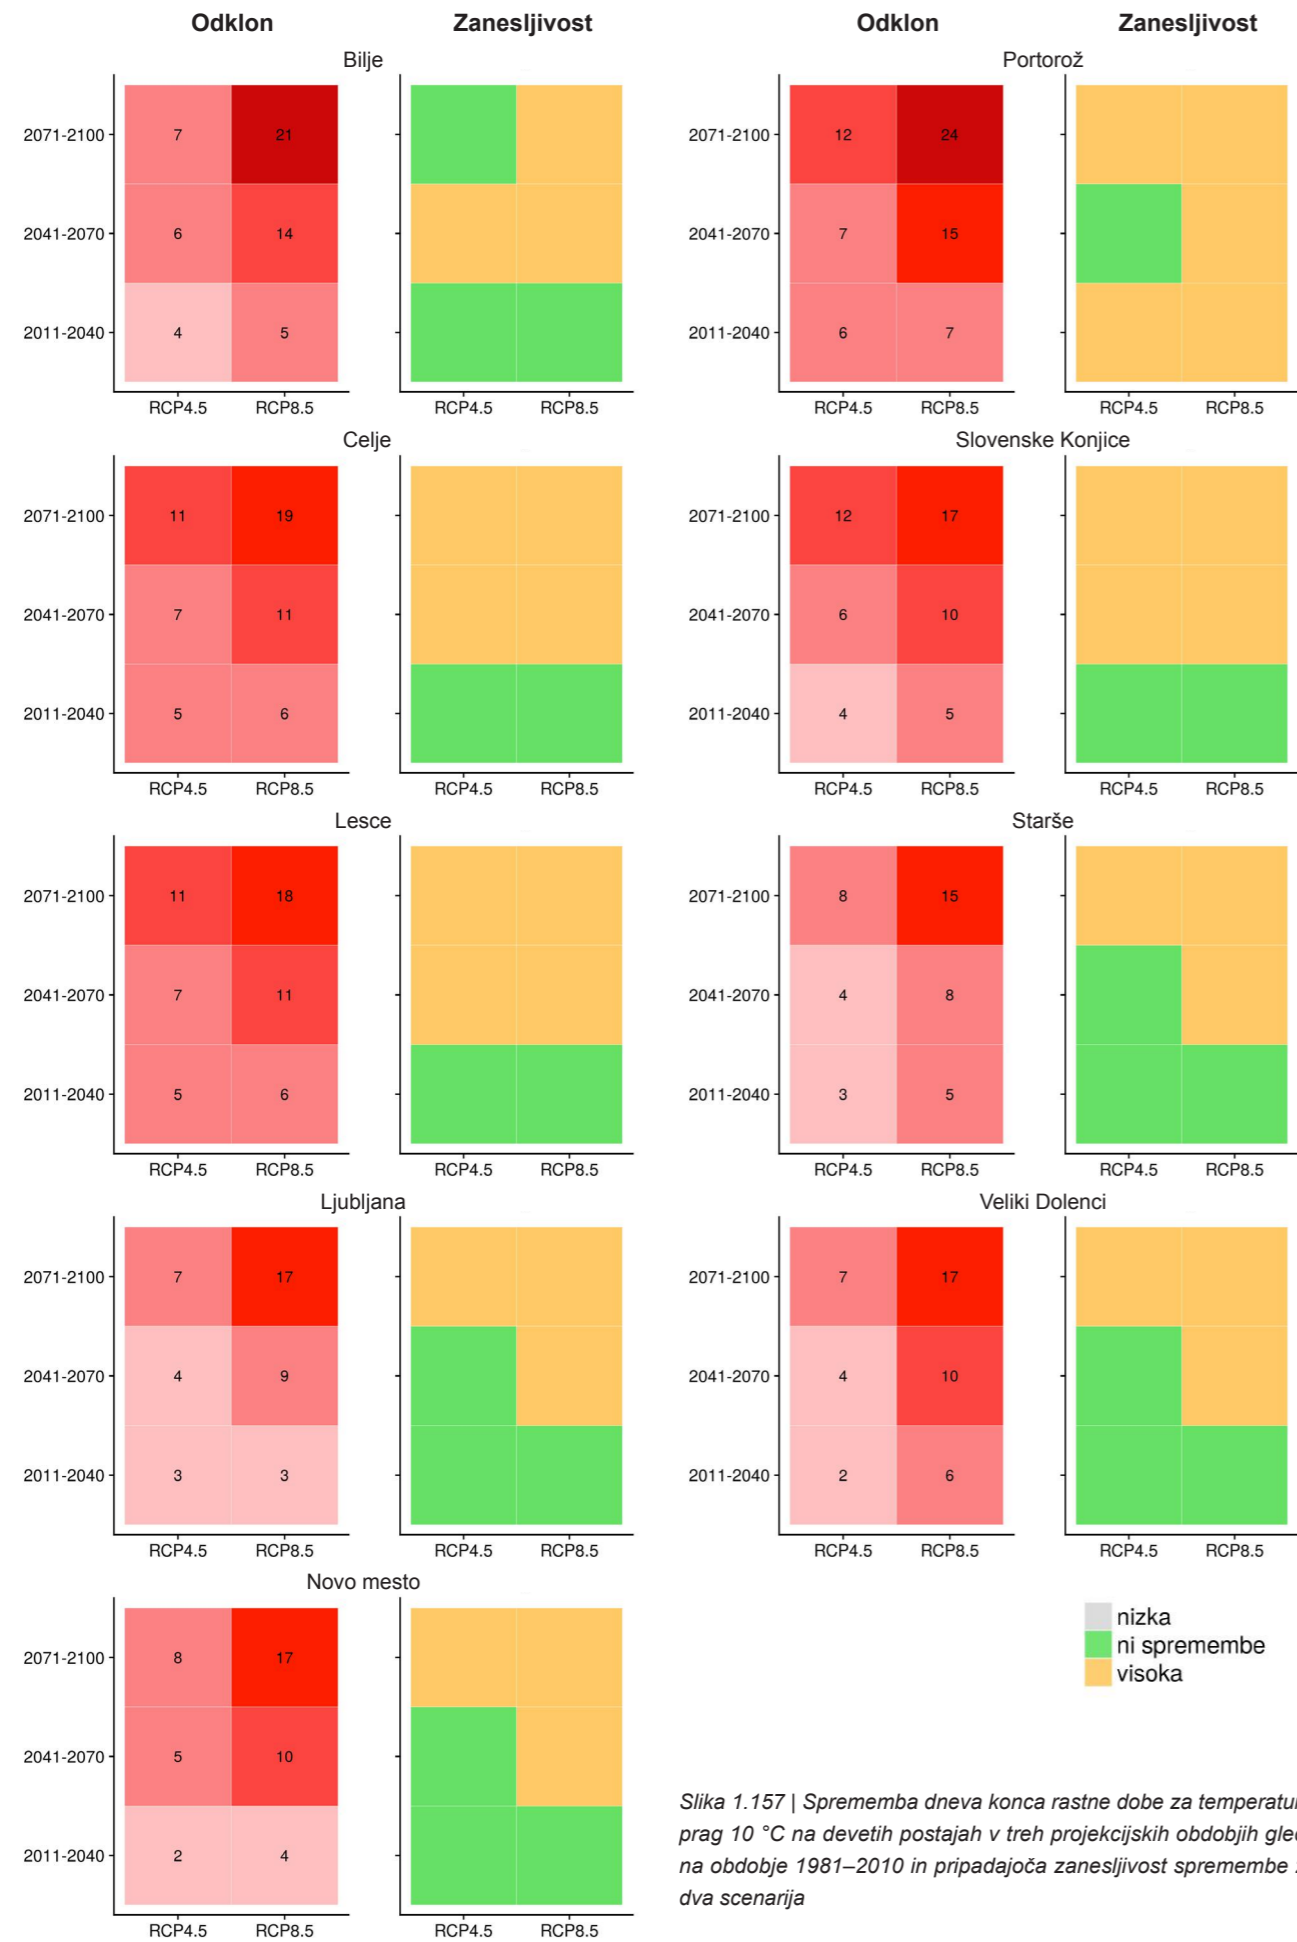 Odklon Zanesljivost Odklon Zanesljivost
Bilje
2071-2100 7 21
2041-2070 6 14
2011-2040 4 5
RCP4.5 RCP8.5 RCP4.5 RCP8.5
Portorož
2071-2100 12 24
2041-2070 7 15
2011-2040 6 7
RCP4.5 RCP8.5 RCP4.5 RCP8.5
Celje
2071-2100 11 19
2041-2070 7 11
2011-2040 5 6
RCP4.5 RCP8.5 RCP4.5 RCP8.5
Slovenske Konjice
2071-2100 12 17
2041-2070 6 10
2011-2040 4 5
RCP4.5 RCP8.5 RCP4.5 RCP8.5
Lesce
2071-2100 11 18
2041-2070 7 11
2011-2040 5 6
RCP4.5 RCP8.5 RCP4.5 RCP8.5
Starše
2071-2100 8 15
2041-2070 4 8
2011-2040 3 5
RCP4.5 RCP8.5 RCP4.5 RCP8.5
Ljubljana
2071-2100 7 17
2041-2070 4 9
2011-2040 3 3
RCP4.5 RCP8.5 RCP4.5 RCP8.5
Veliki Dolenci
2071-2100 7 17
2041-2070 4 10
2011-2040 2 6
RCP4.5 RCP8.5 RCP4.5 RCP8.5
Novo mesto
2071-2100 8 17
2041-2070 5 10
2011-2040 2 4
RCP4.5 RCP8.5 RCP4.5 RCP8.5
nizka
ni spremembe
visoka
Slika 1.157 | Sprememba dneva konca rastne dobe za
prag 10 °C na devetih postajah v treh projekcijskih obdobjih
na obdobje 1981–2010 in pripadajoča zanesljivost spremembe
dva scenarija